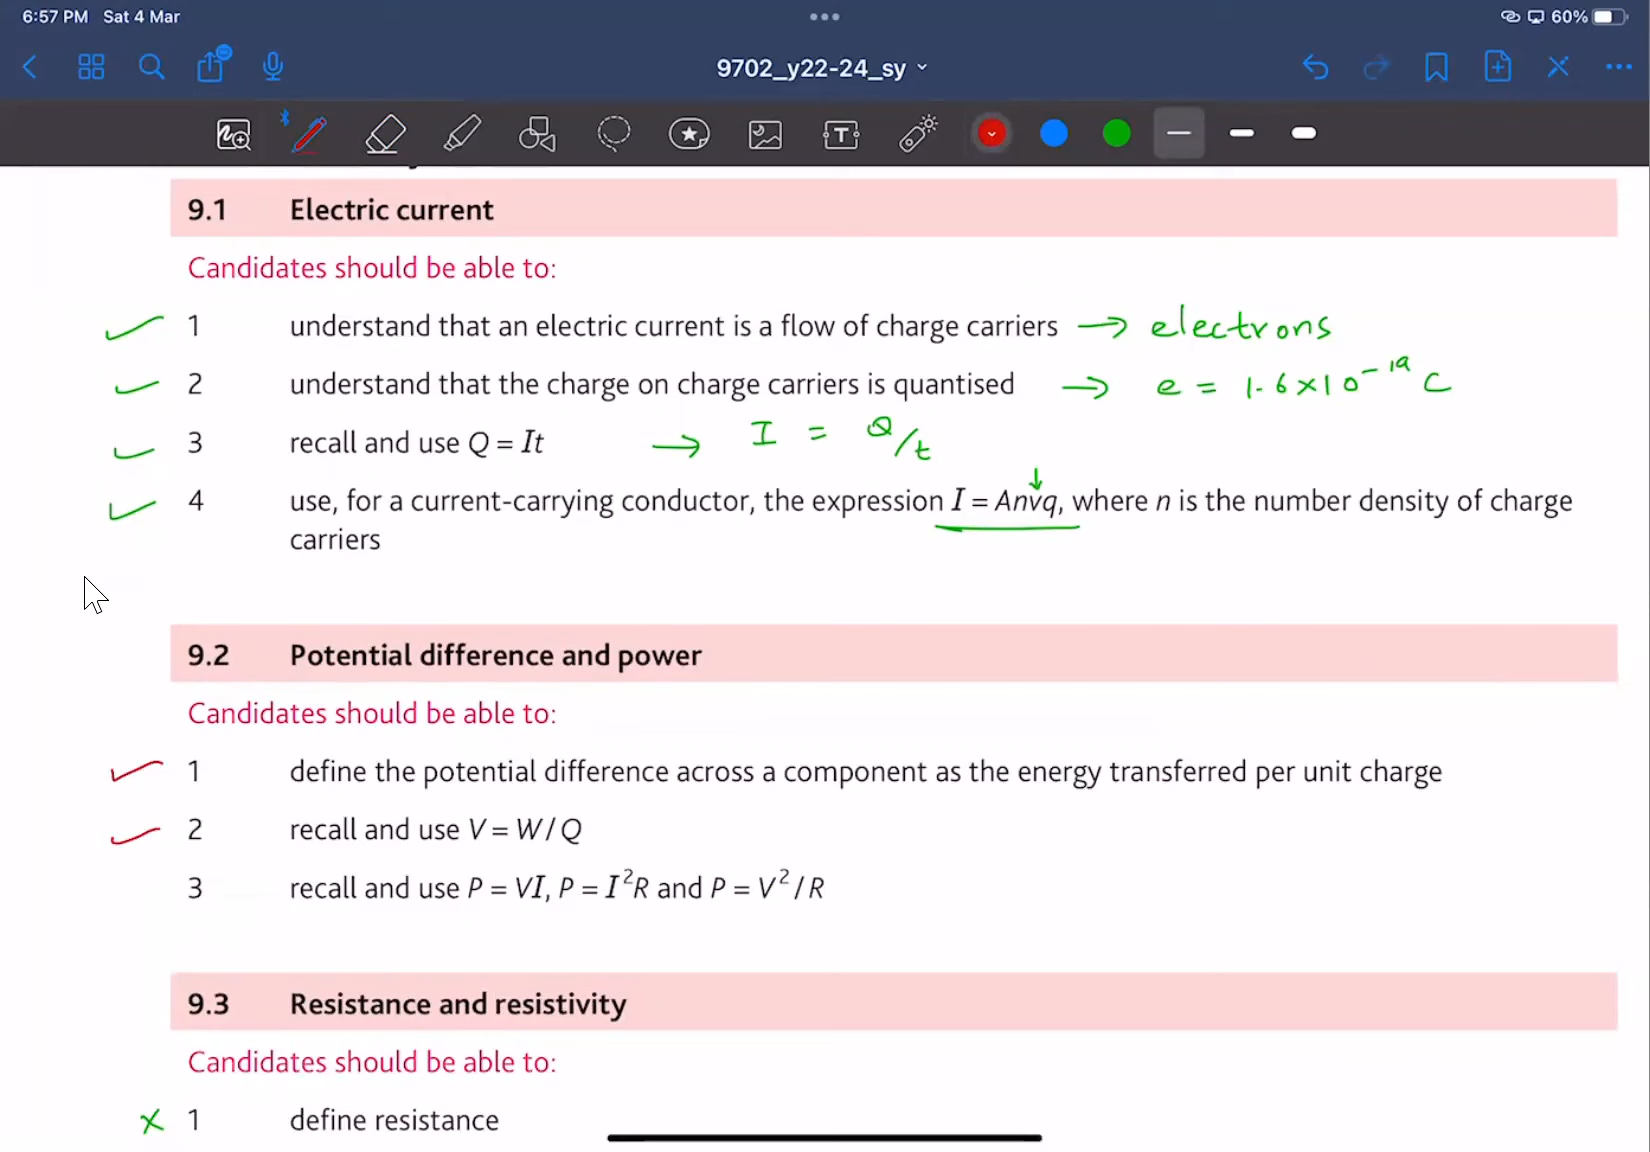 6:57 PM Sat 4 Mar
60%
9702_y22-24_sy
T
9.1 Electric current
Candidates should be able to:
1 understand that an electric current is a flow of charge carriers → electrons
2 understand that the charge on charge carriers is quantised → e = 1.6×10⁻¹⁹ C
3 recall and use Q = It → I = Q/t
4 use, for a current-carrying conductor, the expression I = Anvq, where n is the number density of charge
carriers
9.2 Potential difference and power
Candidates should be able to:
1 define the potential difference across a component as the energy transferred per unit charge
2 recall and use V = W / Q
3 recall and use P = VI, P = I²R and P = V² / R
9.3 Resistance and resistivity
Candidates should be able to:
x 1 define resistance